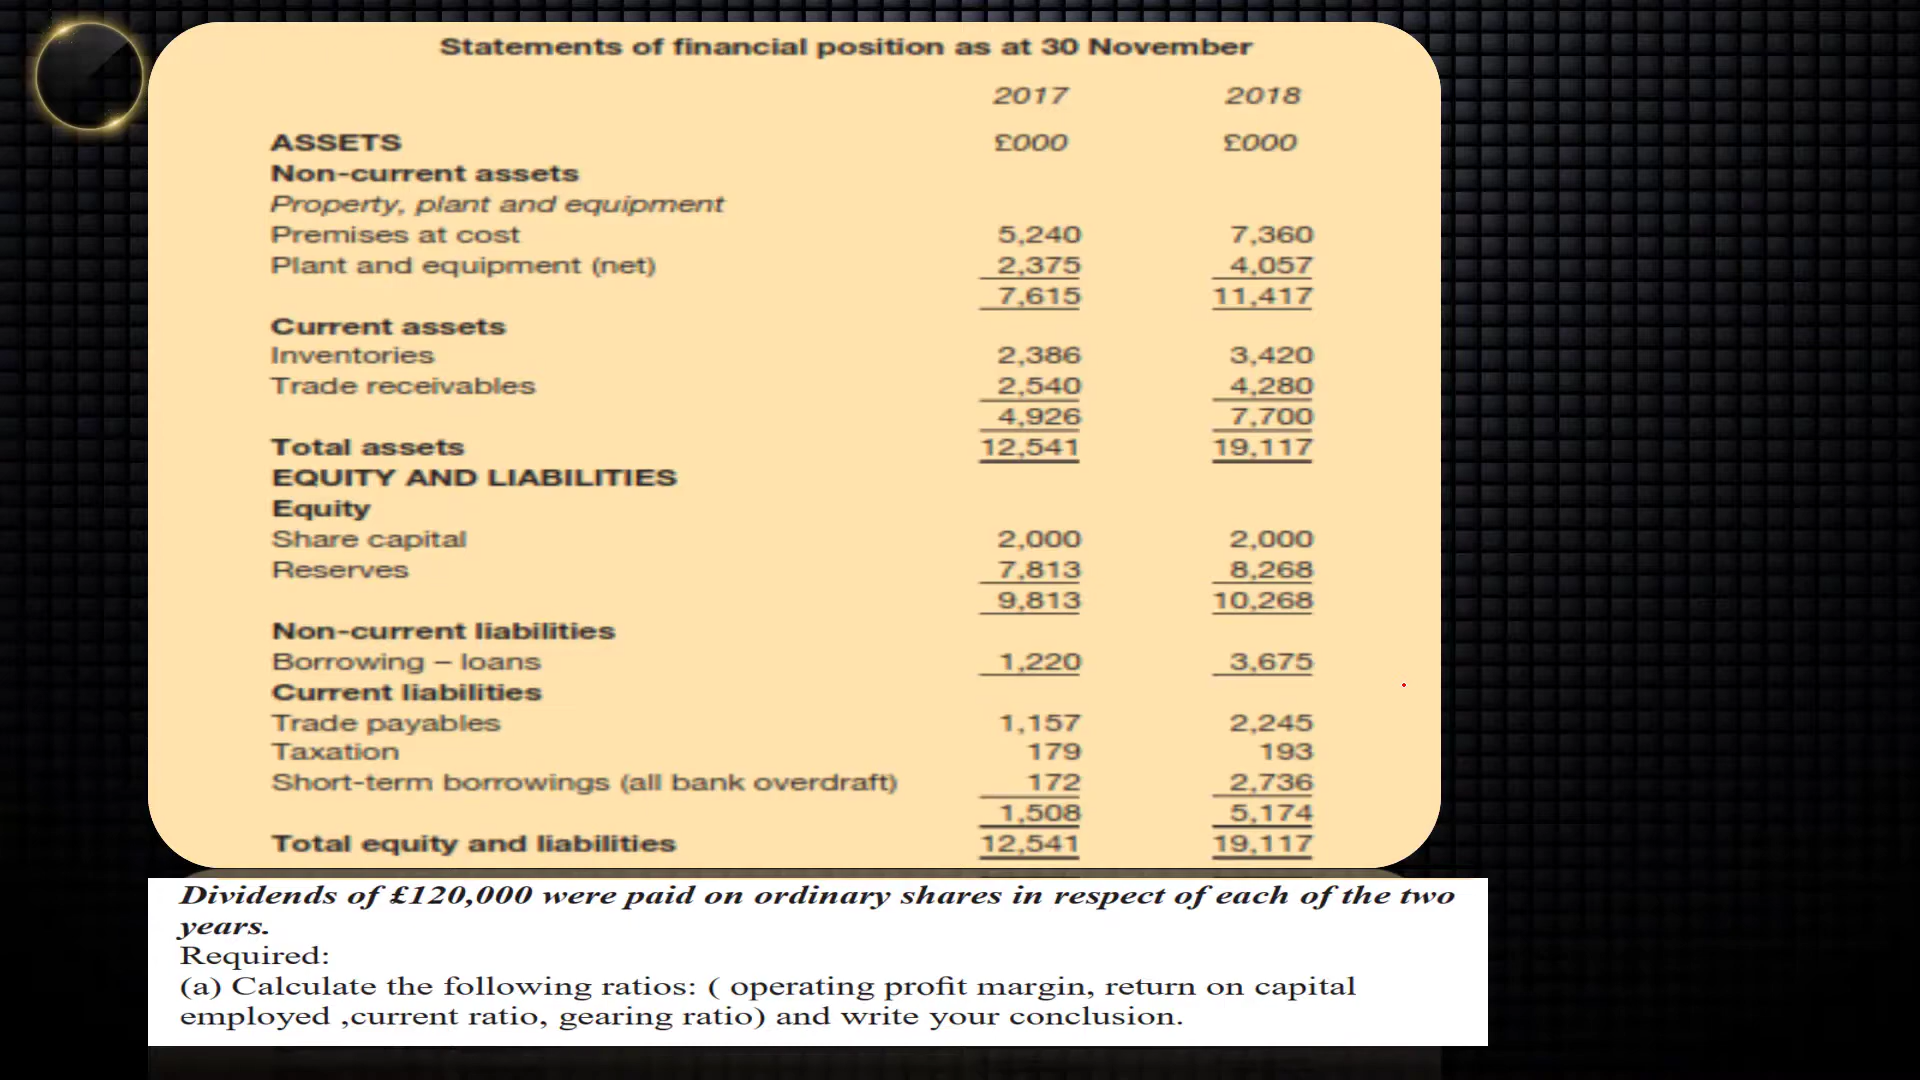 Statements of financial position as at 30 November
2017 2018
ASSETS £000 £000
Non-current assets
Property, plant and equipment
Premises at cost 5,240 7,360
Plant and equipment (net) 2,375 4,057
7,615 11,417
Current assets
Inventories 2,386 3,420
Trade receivables 2,540 4,280
4,926 7,700
Total assets 12,541 19,117
EQUITY AND LIABILITIES
Equity
Share capital 2,000 2,000
Reserves 7,813 8,268
9,813 10,268
Non-current liabilities
Borrowing – loans 1,220 3,675
Current liabilities
Trade payables 1,157 2,245
Taxation 179 193
Short-term borrowings (all bank overdraft) 172 2,736
1,508 5,174
Total equity and liabilities 12,541 19,117
Dividends of £120,000 were paid on ordinary shares in respect of each of the two
years.
Required:
(a) Calculate the following ratios: ( operating profit margin, return on capital
employed ,current ratio, gearing ratio) and write your conclusion.